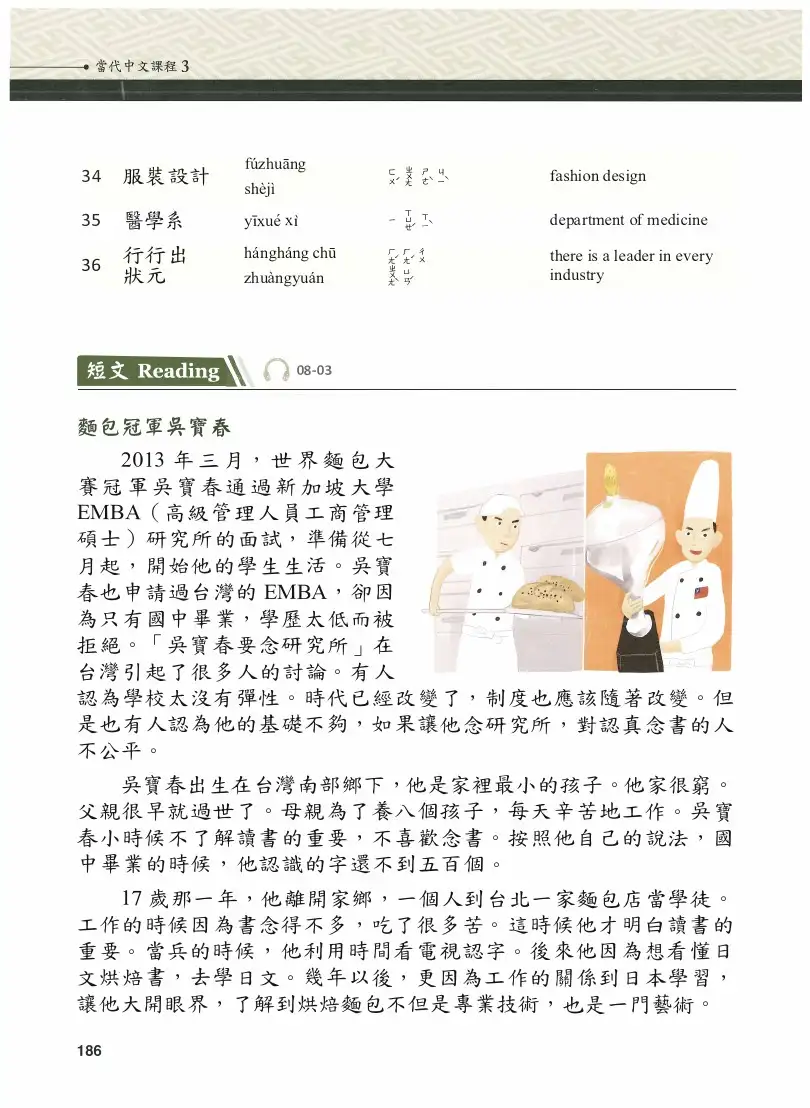 當代中文課程 3
34 服裝設計 fúzhuāng shèjì ㄈㄨˊ ㄓㄨㄤ ㄕㄜˋ ㄐㄧˋ fashion design
35 醫學系 yīxué xì ㄧ ㄒㄩㄝˊ ㄒㄧˋ department of medicine
36 行行出狀元 hángháng chū zhuàngyuán ㄏㄤˊ ㄏㄤˊ ㄔㄨ ㄓㄨㄤˋ ㄩㄢˊ there is a leader in every industry
短文 Reading 08-03
麵包冠軍吳寶春
2013 年三月，世界麵包大
賽冠軍吳寶春通過新加坡大學
EMBA（高級管理人員工商管理
碩士）研究所的面試，準備從七
月起，開始他的學生生活。吳寶
春也申請過台灣的 EMBA，卻因
為只有國中畢業，學歷太低而被
拒絕。「吳寶春要念研究所」在
台灣引起了很多人的討論。有人
認為學校太沒有彈性。時代已經改變了，制度也應該隨著改變。但
是也有人認為他的基礎不夠，如果讓他念研究所，對認真念書的人
不公平。
吳寶春出生在台灣南部鄉下，他是家裡最小的孩子。他家很窮。
父親很早就過世了。母親為了養八個孩子，每天辛苦地工作。吳寶
春小時候不了解讀書的重要，不喜歡念書。按照他自己的說法，國
中畢業的時候，他認識的字還不到五百個。
17 歲那一年，他離開家鄉，一個人到台北一家麵包店當學徒。
工作的時候因為書念得不多，吃了很多苦。這時候他才明白讀書的
重要。當兵的時候，他利用時間看電視認字。後來他因為想看懂日
文烘焙書，去學日文。幾年以後，更因為工作的關係到日本學習，
讓他大開眼界，了解到烘焙麵包不但是專業技術，也是一門藝術。
186